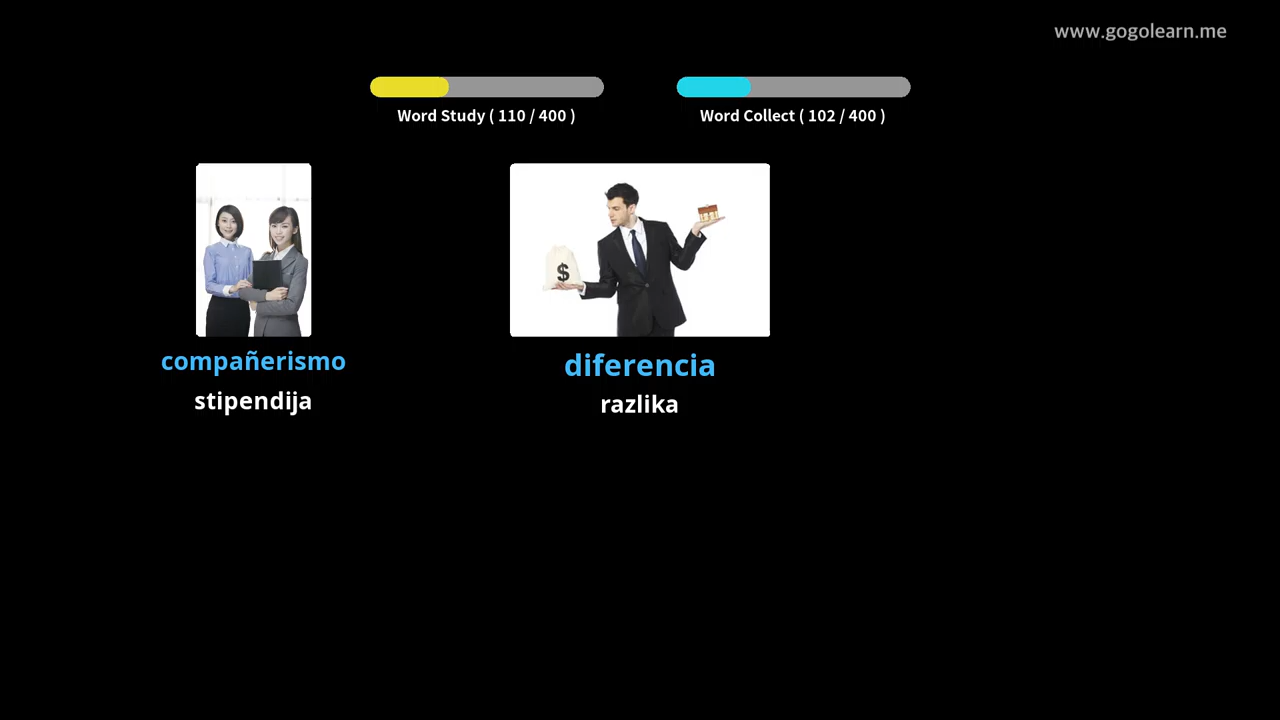 www.gogolearn.me
Word Study ( 110 / 400 )
Word Collect ( 102 / 400 )
$
compañerismo
stipendija
diferencia
razlika